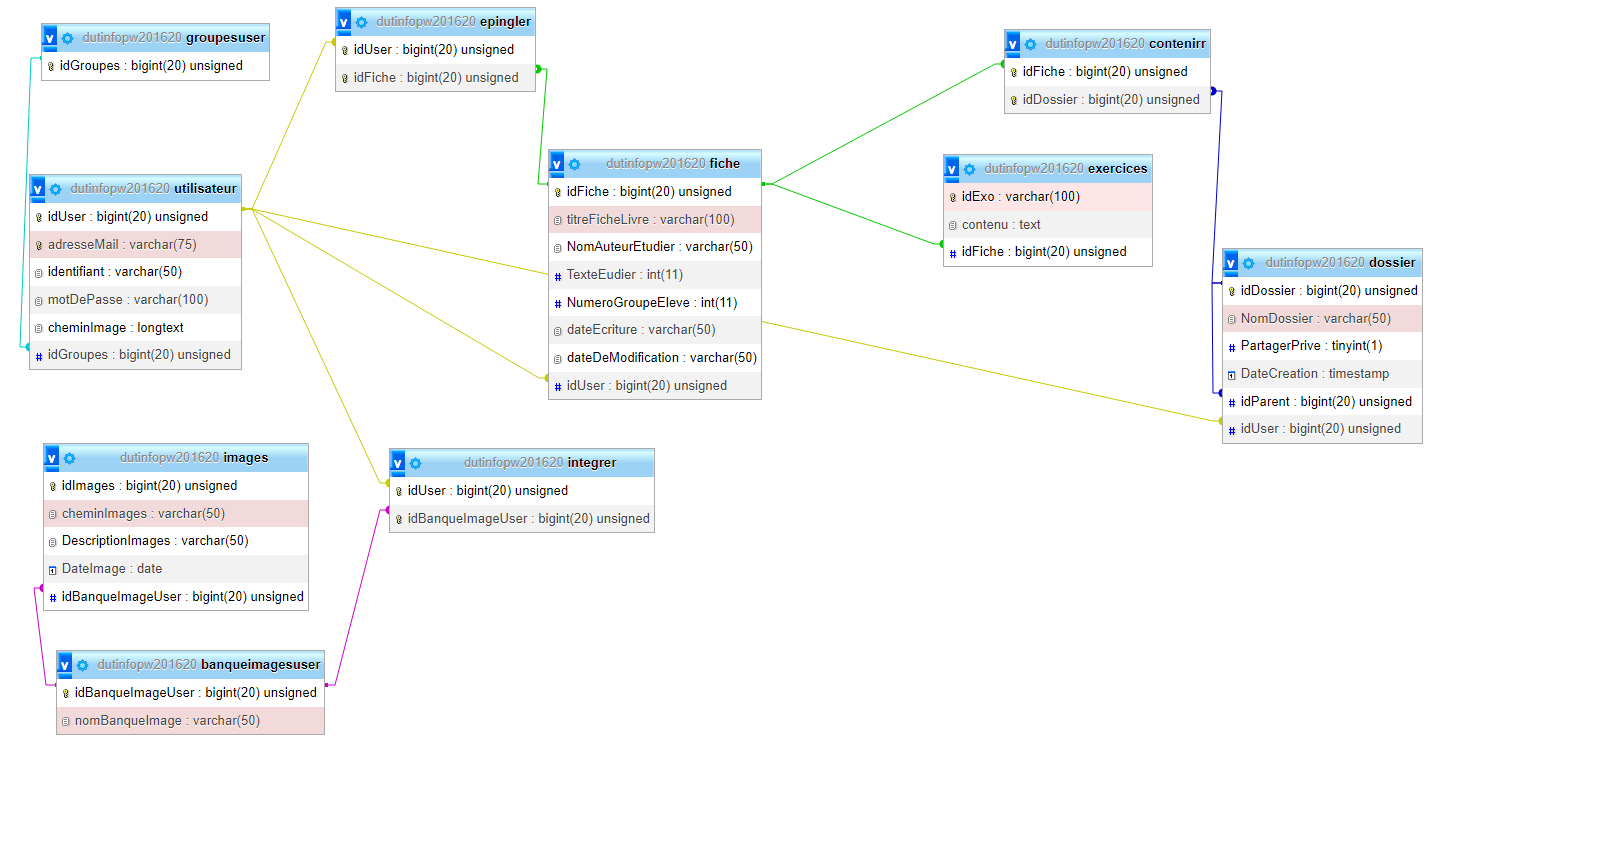 v dutinfopw201620 groupesuser
idGroupes : bigint(20) unsigned
v dutinfopw201620 epingler
idUser : bigint(20) unsigned
idFiche : bigint(20) unsigned
v dutinfopw201620 contenirr
idFiche : bigint(20) unsigned
idDossier : bigint(20) unsigned
v dutinfopw201620 utilisateur
idUser : bigint(20) unsigned
adresseMail : varchar(75)
identifiant : varchar(50)
motDePasse : varchar(100)
cheminImage : longtext
# idGroupes : bigint(20) unsigned
v dutinfopw201620 fiche
idFiche : bigint(20) unsigned
titreFicheLivre : varchar(100)
NomAuteurEtudier : varchar(50)
# TexteEudier : int(11)
# NumeroGroupeEleve : int(11)
dateEcriture : varchar(50)
dateDeModification : varchar(50)
# idUser : bigint(20) unsigned
v dutinfopw201620 exercices
idExo : varchar(100)
contenu : text
# idFiche : bigint(20) unsigned
v dutinfopw201620 dossier
idDossier : bigint(20) unsigned
NomDossier : varchar(50)
# PartagerPrive : tinyint(1)
DateCreation : timestamp
# idParent : bigint(20) unsigned
# idUser : bigint(20) unsigned
v dutinfopw201620 images
idImages : bigint(20) unsigned
cheminImages : varchar(50)
DescriptionImages : varchar(50)
DateImage : date
# idBanqueImageUser : bigint(20) unsigned
v dutinfopw201620 integrer
idUser : bigint(20) unsigned
idBanqueImageUser : bigint(20) unsigned
v dutinfopw201620 banqueimagesuser
idBanqueImageUser : bigint(20) unsigned
nomBanqueImage : varchar(50)